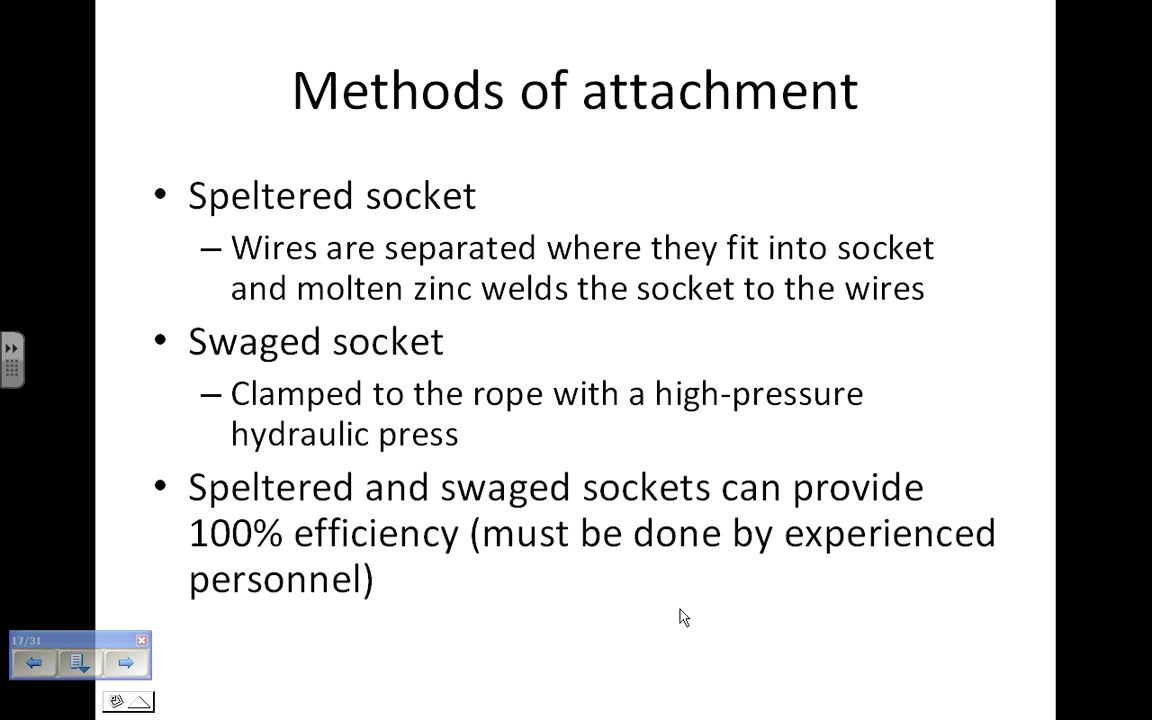 Methods of attachment
• Speltered socket
– Wires are separated where they fit into socket
and molten zinc welds the socket to the wires
• Swaged socket
– Clamped to the rope with a high-pressure
hydraulic press
• Speltered and swaged sockets can provide
100% efficiency (must be done by experienced
personnel)
17/31